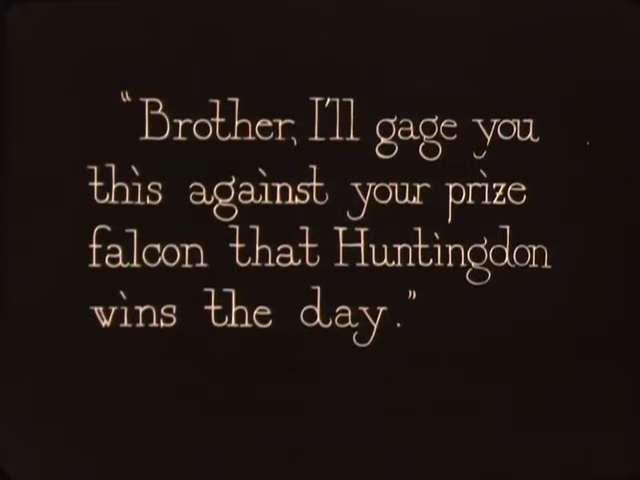 "Brother, I'll gage you
this against your prize
falcon that Huntingdon
wins the day."